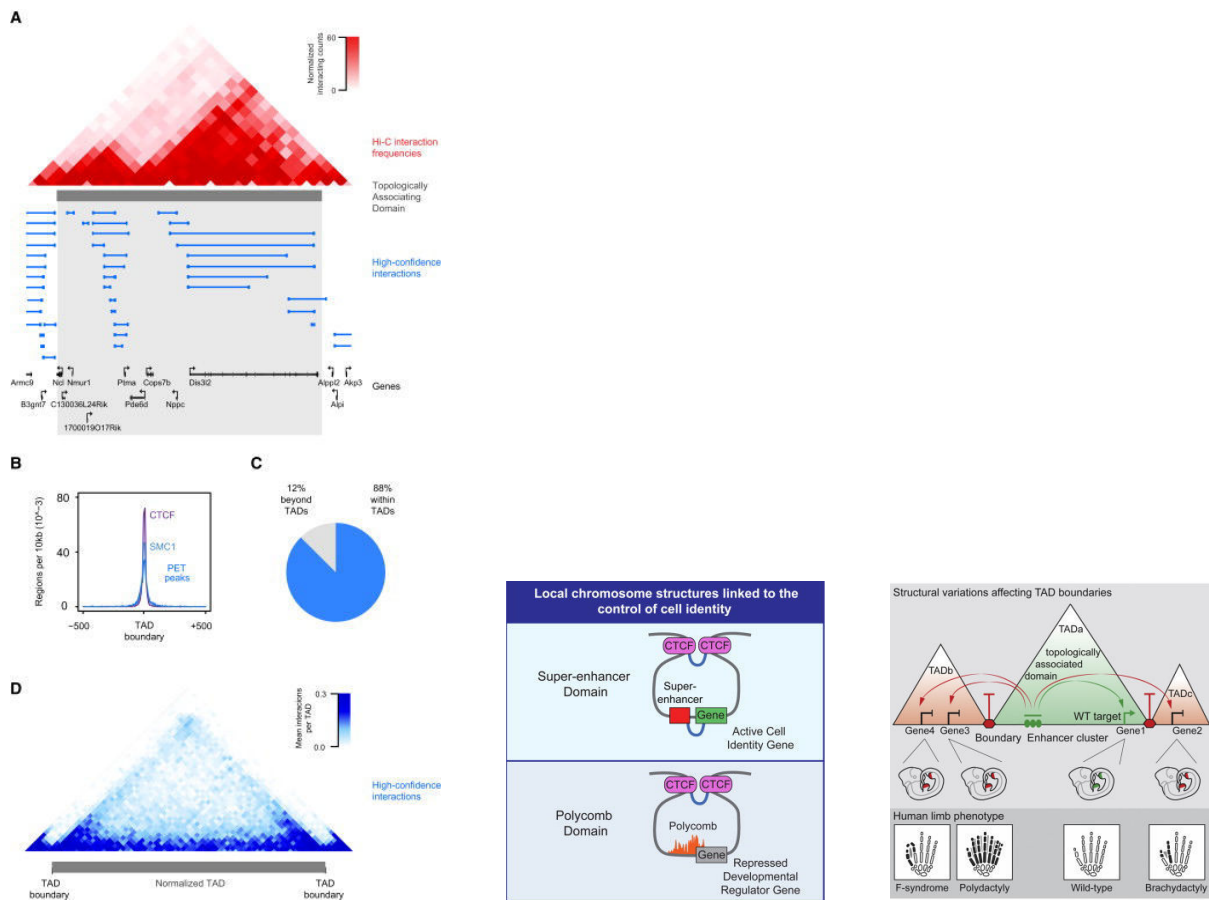 A
Normalized
interacting counts
60
0
Hi-C interaction
frequencies
Topologically
Associating
Domain
High-confidence
interactions
Armc9
Ncl
Nmur1
Ptma
Cops7b
Dis3l2
Alppl2
Akp3
Genes
B3gnt7
C130036L24Rik
Pde6d
Nppc
Alpi
1700019O17Rik
B
Regions per 10kb (10^-3)
80
40
0
CTCF
SMC1
PET
peaks
-500
TAD
boundary
+500
C
12%
beyond
TADs
88%
within
TADs
D
Mean interactions
per TAD
0.3
0.0
High-confidence
interactions
TAD
boundary
Normalized TAD
TAD
boundary
Local chromosome structures linked to the
control of cell identity
CTCF CTCF
Super-enhancer
Domain
Super-
enhancer
Gene
Active Cell
Identity Gene
CTCF CTCF
Polycomb
Domain
Polycomb
Gene
Repressed
Developmental
Regulator Gene
Structural variations affecting TAD boundaries
TADa
topologically
associated
domain
TADb
TADc
WT target
Gene4 Gene3 Boundary Enhancer cluster Gene1 Gene2
Human limb phenotype
F-syndrome Polydactyly Wild-type Brachydactyly